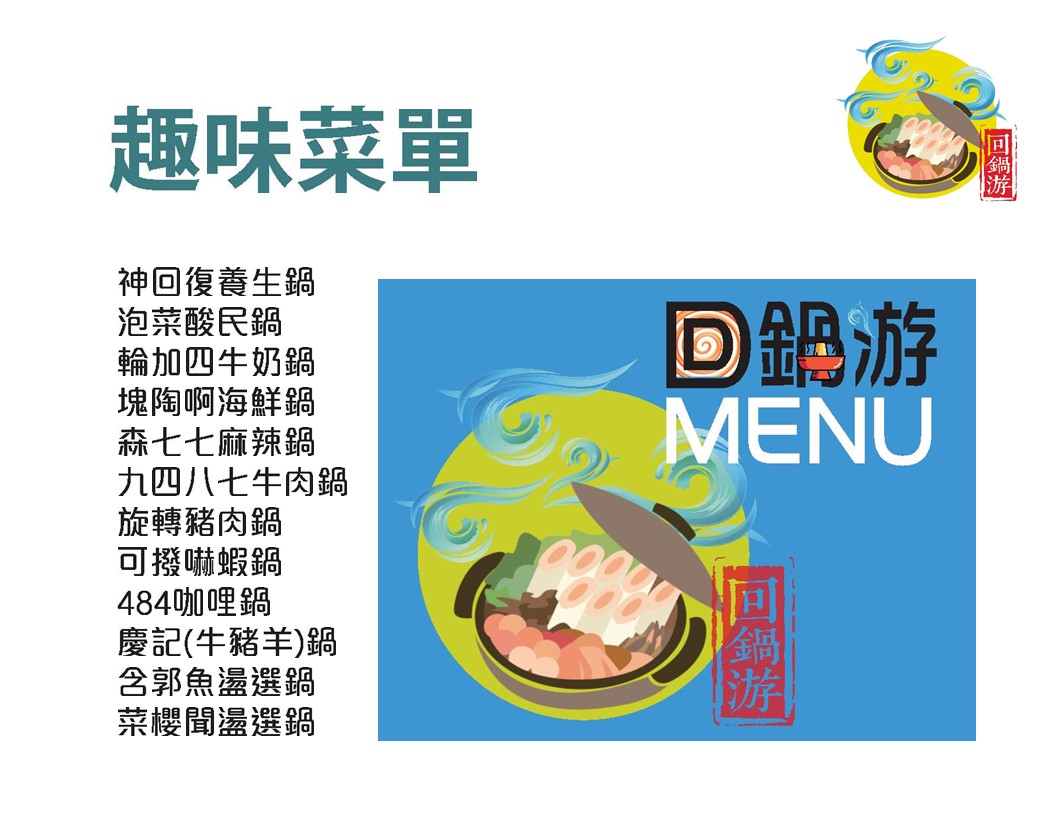 趣味菜單
回鍋游
神回復養生鍋
泡菜酸民鍋
輪加四牛奶鍋
塊陶啊海鮮鍋
森七七麻辣鍋
九四八七牛肉鍋
旋轉豬肉鍋
可撥嚇蝦鍋
484咖哩鍋
慶記(牛豬羊)鍋
含郭魚盪選鍋
菜櫻聞盪選鍋
回鍋游
MENU
回鍋游